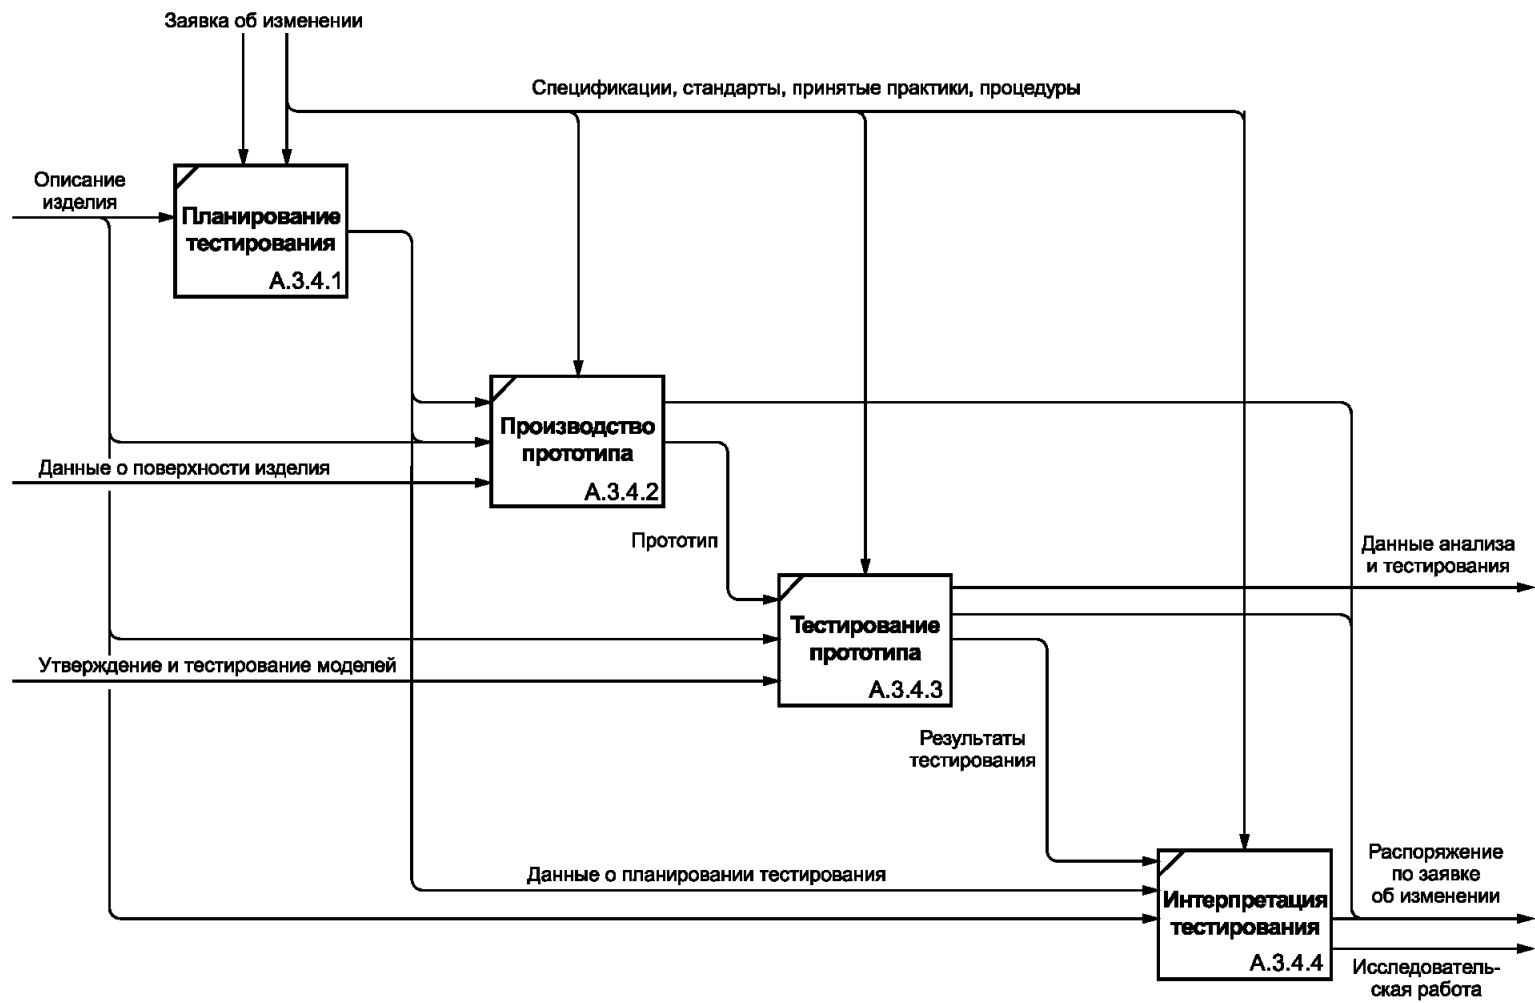 Заявка об изменении
Спецификации, стандарты, принятые практики, процедуры
Описание
изделия
Планирование
тестирования
А.3.4.1
Производство
прототипа
А.3.4.2
Данные о поверхности изделия
Прототип
Данные анализа
и тестирования
Тестирование
прототипа
А.3.4.3
Утверждение и тестирование моделей
Результаты
тестирования
Данные о планировании тестирования
Интерпретация
тестирования
А.3.4.4
Распоряжение
по заявке
об изменении
Исследователь-
ская работа